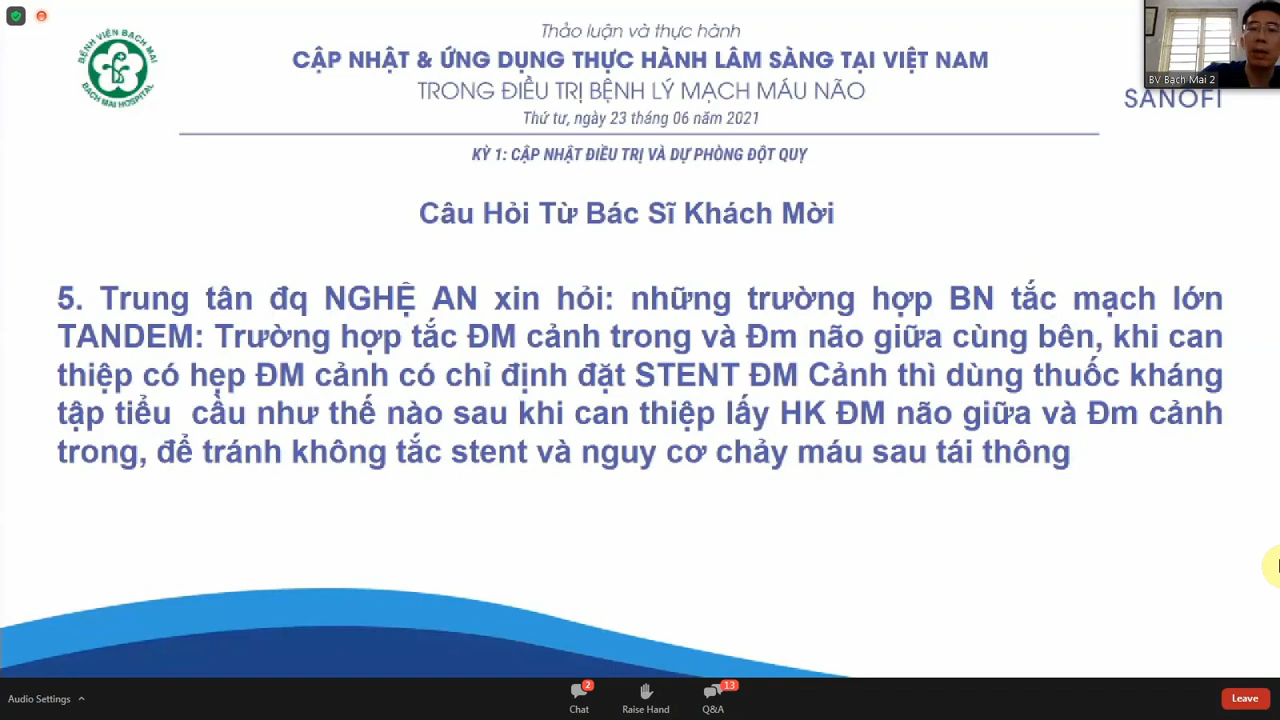 BỆNH VIỆN BẠCH MAI
BACH MAI HOSPITAL
Thảo luận và thực hành
CẬP NHẬT & ỨNG DỤNG THỰC HÀNH LÂM SÀNG TẠI VIỆT NAM
TRONG ĐIỀU TRỊ BỆNH LÝ MẠCH MÁU NÃO
Thứ tư, ngày 23 tháng 06 năm 2021
BV Bach Mai 2
SANOFI
KỲ 1: CẬP NHẬT ĐIỀU TRỊ VÀ DỰ PHÒNG ĐỘT QUỴ
Câu Hỏi Từ Bác Sĩ Khách Mời
5. Trung tân đq NGHỆ AN xin hỏi: những trường hợp BN tắc mạch lớn
TANDEM: Trường hợp tắc ĐM cảnh trong và Đm não giữa cùng bên, khi can
thiệp có hẹp ĐM cảnh có chỉ định đặt STENT ĐM Cảnh thì dùng thuốc kháng
tập tiểu cầu như thế nào sau khi can thiệp lấy HK ĐM não giữa và Đm cảnh
trong, để tránh không tắc stent và nguy cơ chảy máu sau tái thông
Audio Settings
2
Chat
Raise Hand
13
Q&A
Leave